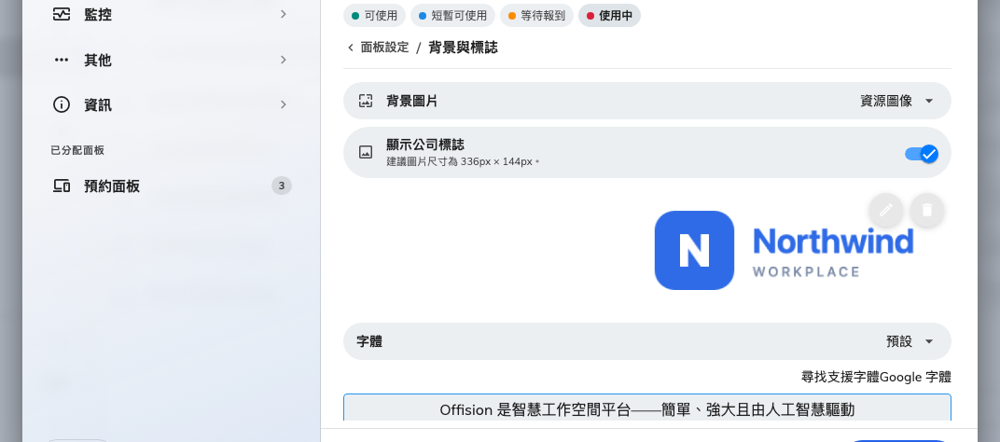 監控
其他
資訊
已分配面板
預約面板
3
可使用
短暫可使用
等待報到
使用中
面板設定 / 背景與標誌
背景圖片
資源圖像
顯示公司標誌
建議圖片尺寸為 336px × 144px。
N
Northwind
WORKPLACE
字體
預設
尋找支援字體Google 字體
Offision 是智慧工作空間平台——簡單、強大且由人工智慧驅動